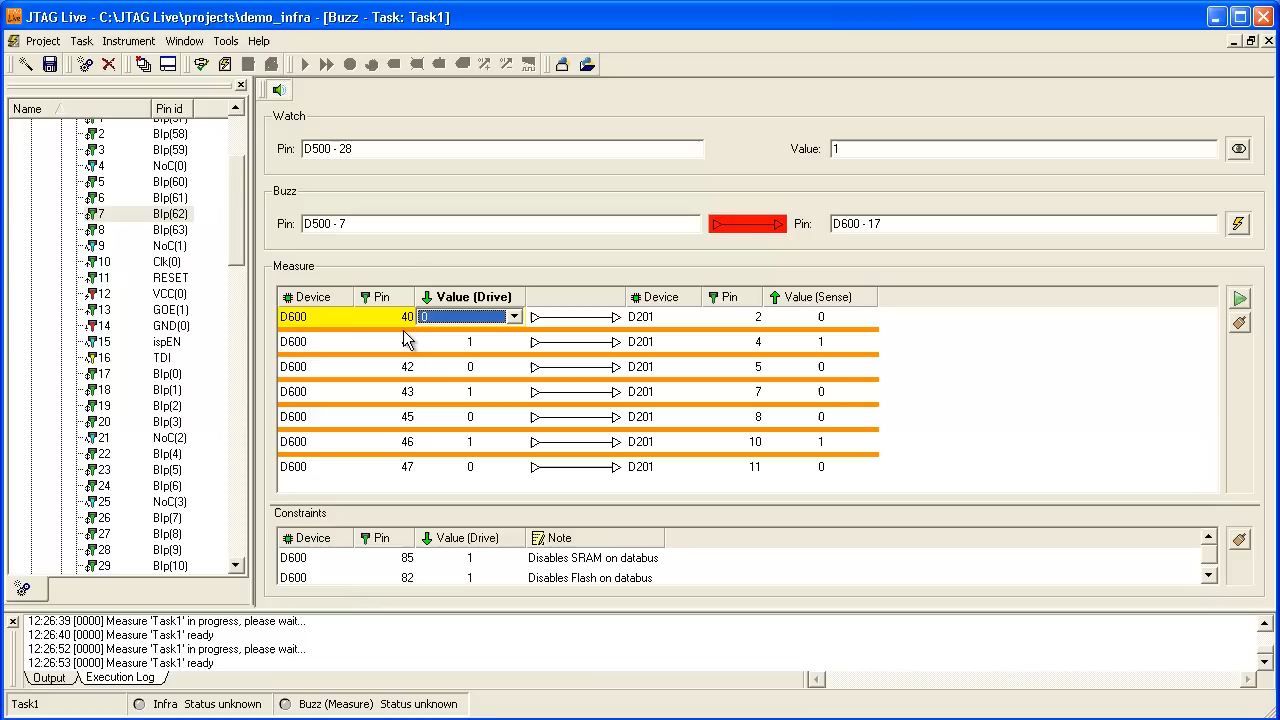 JTAG Live - C:\JTAG Live\projects\demo_infra - [Buzz - Task: Task1]
Project Task Instrument Window Tools Help
Name Pin id
2 BIp(58)
3 BIp(59)
4 NoC(0)
5 BIp(60)
6 BIp(61)
7 BIp(62)
8 BIp(63)
9 NoC(1)
10 Clk(0)
11 RESET
12 VCC(0)
13 GOE(1)
14 GND(0)
15 ispEN
16 TDI
17 BIp(0)
18 BIp(1)
19 BIp(2)
20 BIp(3)
21 NoC(2)
22 BIp(4)
23 BIp(5)
24 BIp(6)
25 NoC(3)
26 BIp(7)
27 BIp(8)
28 BIp(9)
29 BIp(10)
Watch
Pin: D500 - 28 Value: 1
Buzz
Pin: D500 - 7 Pin: D600 - 17
Measure
Device Pin Value (Drive) Device Pin Value (Sense)
D600 40 0 D201 2 0
D600 1 D201 4 1
D600 42 0 D201 5 0
D600 43 1 D201 7 0
D600 45 0 D201 8 0
D600 46 1 D201 10 1
D600 47 0 D201 11 0
Constraints
Device Pin Value (Drive) Note
D600 85 1 Disables SRAM on databus
D600 82 1 Disables Flash on databus
12:26:39 [0000] Measure 'Task1' in progress, please wait...
12:26:40 [0000] Measure 'Task1' ready
12:26:52 [0000] Measure 'Task1' in progress, please wait...
12:26:53 [0000] Measure 'Task1' ready
Output Execution Log
Task1 Infra Status unknown Buzz (Measure) Status unknown